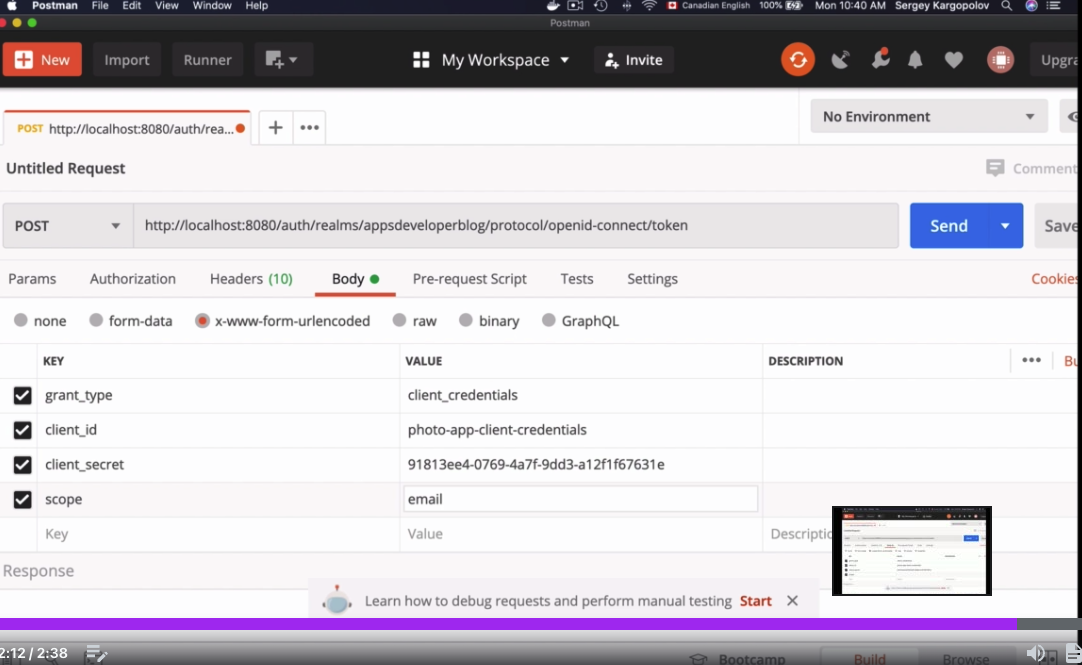 Postman File Edit View Window Help Canadian English 100% Mon 10:40 AM Sergey Kargopolov
Postman
New Import Runner My Workspace Invite
POST http://localhost:8080/auth/rea... No Environment
Untitled Request Comment
POST http://localhost:8080/auth/realms/appsdeveloperblog/protocol/openid-connect/token Send Save
Params Authorization Headers (10) Body Pre-request Script Tests Settings Cookies
none form-data x-www-form-urlencoded raw binary GraphQL
KEY VALUE DESCRIPTION
grant_type client_credentials
client_id photo-app-client-credentials
client_secret 91813ee4-0769-4a7f-9dd3-a12f1f67631e
scope email
Key Value
Response
Learn how to debug requests and perform manual testing Start
2:12 / 2:38
Bootcamp Build Browse